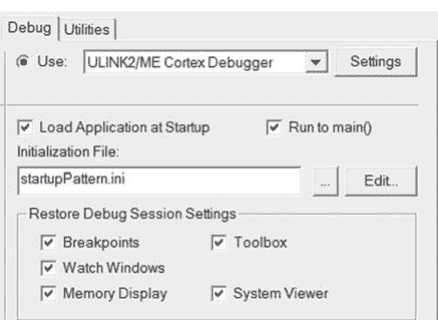 Debug Utilities
Use: ULINK2/ME Cortex Debugger Settings
Load Application at Startup Run to main()
Initialization File:
startupPattern.ini ... Edit...
Restore Debug Session Settings
Breakpoints Toolbox
Watch Windows
Memory Display System Viewer